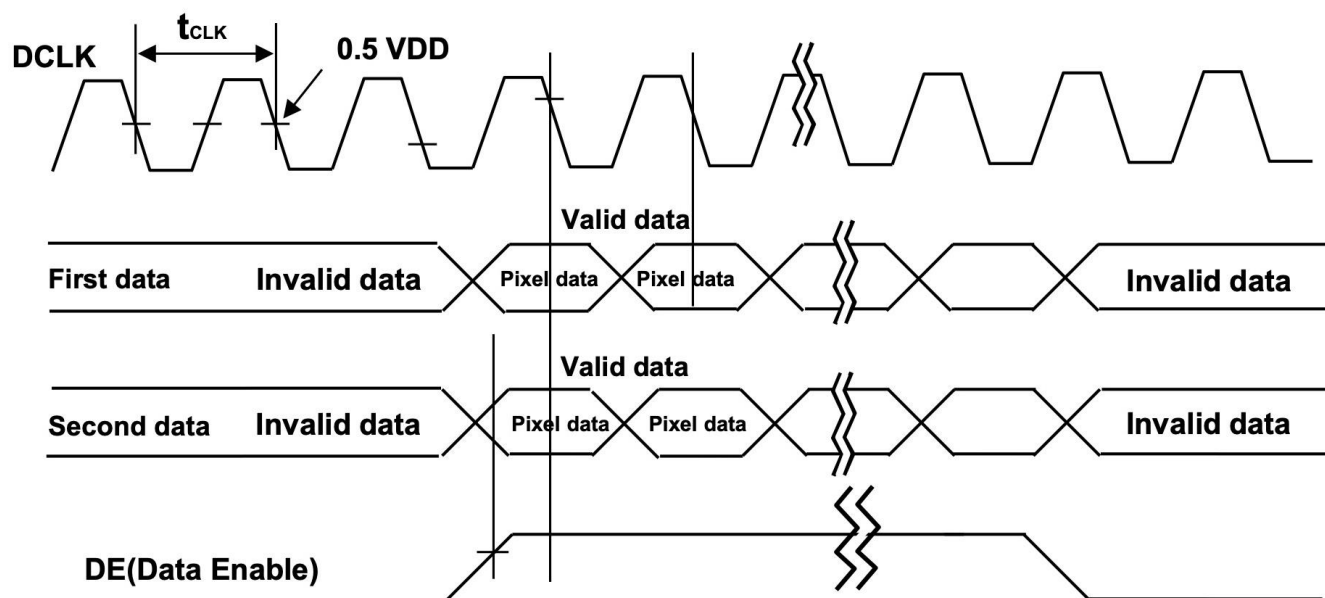 tCLK
DCLK
0.5 VDD
Valid data
First data Invalid data Pixel data Pixel data Invalid data
Valid data
Second data Invalid data Pixel data Pixel data Invalid data
DE(Data Enable)